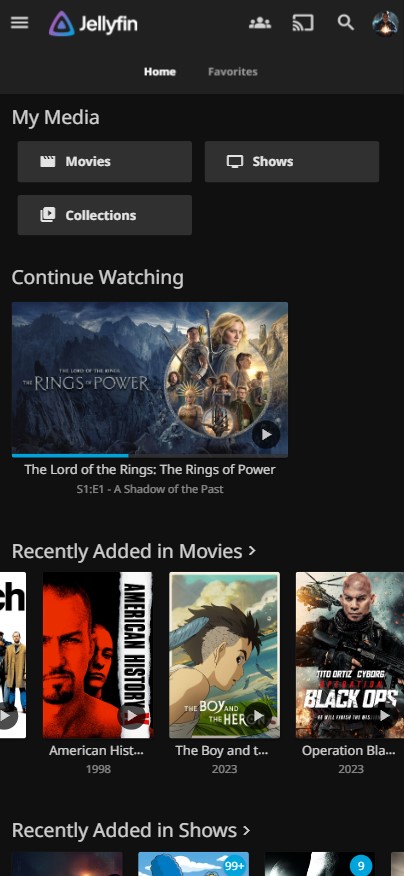 Jellyfin
Home Favorites
My Media
Movies Shows
Collections
Continue Watching
THE LORD OF THE RINGS
THE RINGS OF POWER
The Lord of the Rings: The Rings of Power
S1:E1 - A Shadow of the Past
Recently Added in Movies
ch
AMERICAN HISTORY
THE BOY AND
THE HERO
TITO ORTIZ CYBORG
OPERATION
BLACK OPS
American Hist... The Boy and t... Operation Bla...
1998 2023 2023
Recently Added in Shows
99+ 9